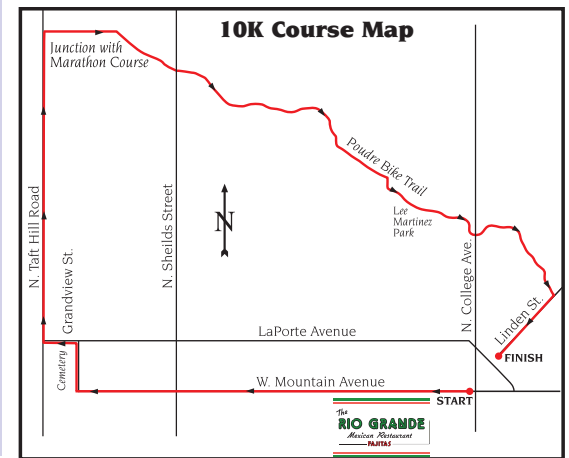 10K Course Map
Junction with
Marathon Course
Poudre Bike Trail
Lee
Martinez
Park
N. Taft Hill Road
Grandview St.
N. Sheilds Street
N
N. College Ave.
Linden St.
LaPorte Avenue
FINISH
Cemetery
W. Mountain Avenue
START
The
RIO GRANDE
Mexican Restaurant
FAJITAS